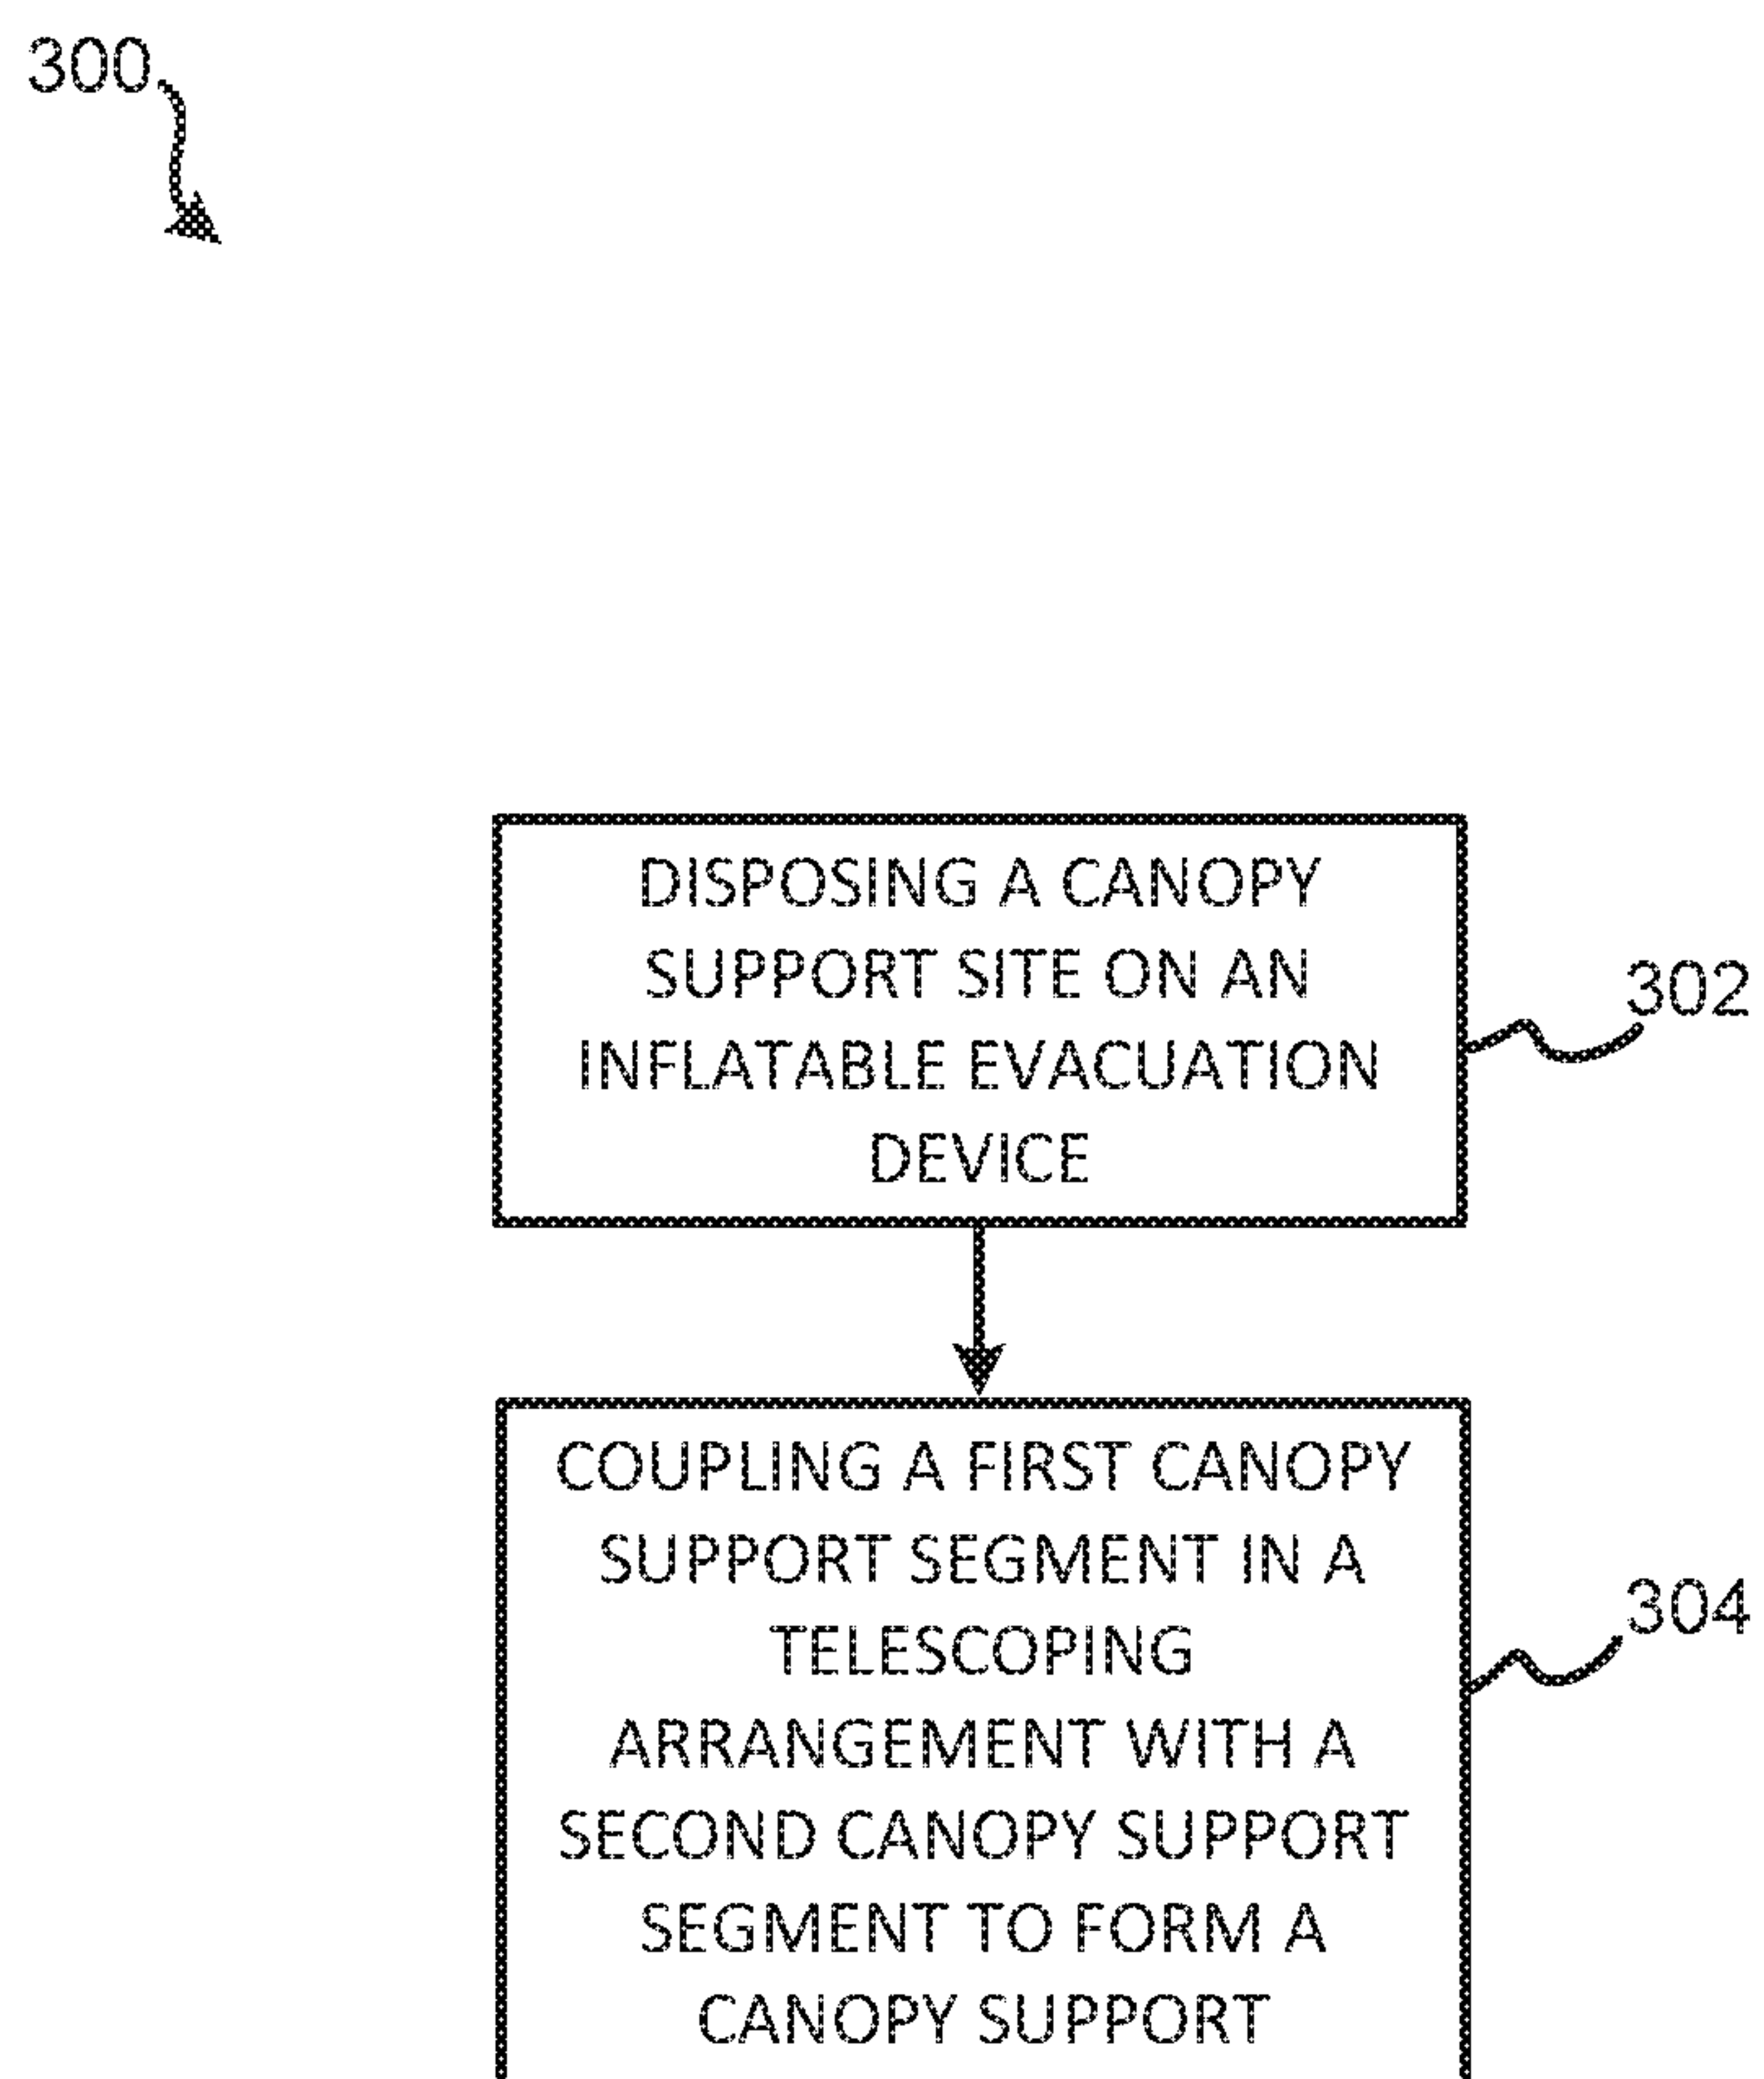 300
DISPOSING A CANOPY
SUPPORT SITE ON AN
INFLATABLE EVACUATION
DEVICE
302
COUPLING A FIRST CANOPY
SUPPORT SEGMENT IN A
TELESCOPING
ARRANGEMENT WITH A
SECOND CANOPY SUPPORT
SEGMENT TO FORM A
CANOPY SUPPORT
304